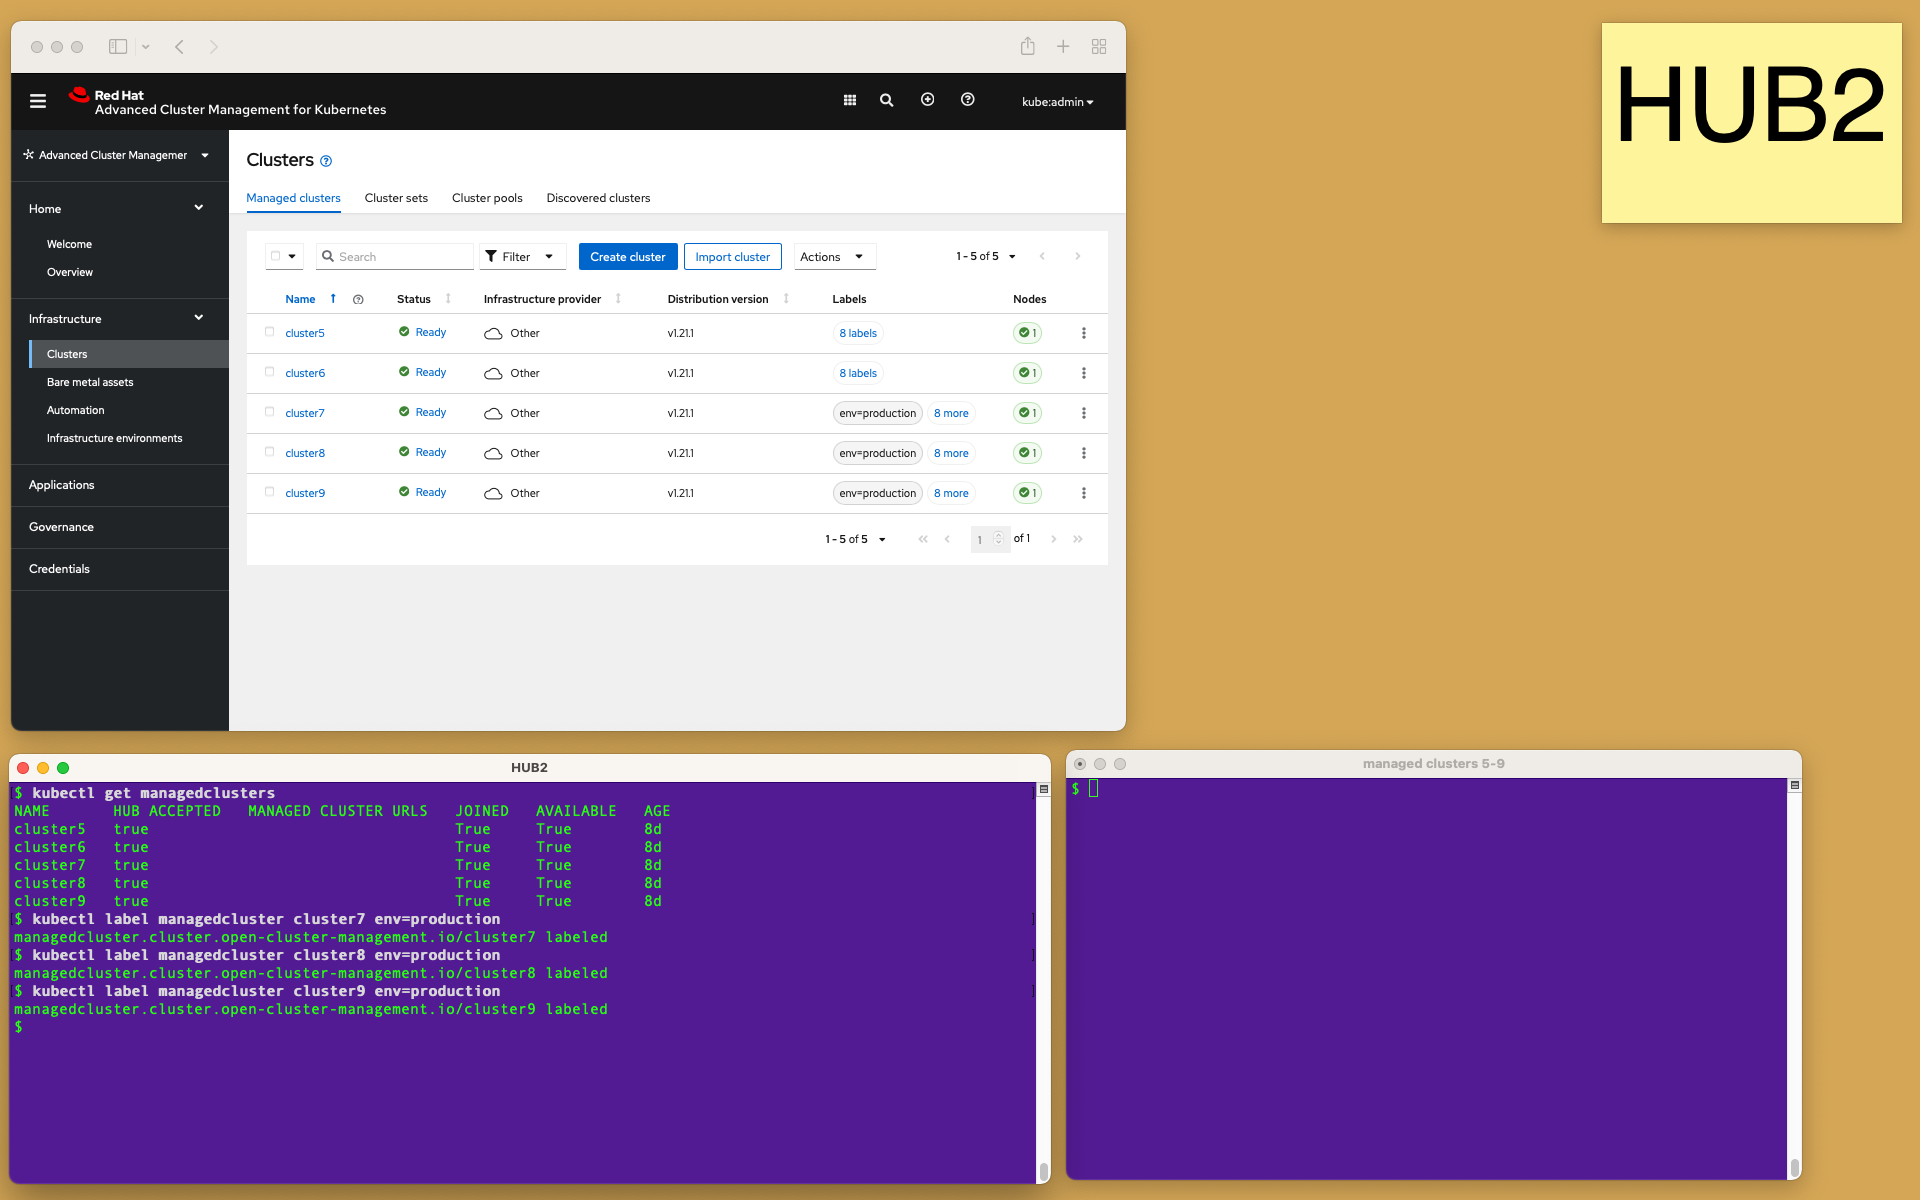 HUB2
Red Hat
Advanced Cluster Management for Kubernetes
kube:admin
Advanced Cluster Managemer
Home
Welcome
Overview
Infrastructure
Clusters
Bare metal assets
Automation
Infrastructure environments
Applications
Governance
Credentials
Clusters
Managed clusters Cluster sets Cluster pools Discovered clusters
Search Filter Create cluster Import cluster Actions 1 - 5 of 5
Name Status Infrastructure provider Distribution version Labels Nodes
cluster5 Ready Other v1.21.1 8 labels 1
cluster6 Ready Other v1.21.1 8 labels 1
cluster7 Ready Other v1.21.1 env=production 8 more 1
cluster8 Ready Other v1.21.1 env=production 8 more 1
cluster9 Ready Other v1.21.1 env=production 8 more 1
1 - 5 of 5 1 of 1
HUB2
$ kubectl get managedclusters
NAME HUB ACCEPTED MANAGED CLUSTER URLS JOINED AVAILABLE AGE
cluster5 true True True 8d
cluster6 true True True 8d
cluster7 true True True 8d
cluster8 true True True 8d
cluster9 true True True 8d
$ kubectl label managedcluster cluster7 env=production
managedcluster.cluster.open-cluster-management.io/cluster7 labeled
$ kubectl label managedcluster cluster8 env=production
managedcluster.cluster.open-cluster-management.io/cluster8 labeled
$ kubectl label managedcluster cluster9 env=production
managedcluster.cluster.open-cluster-management.io/cluster9 labeled
$
managed clusters 5-9
$